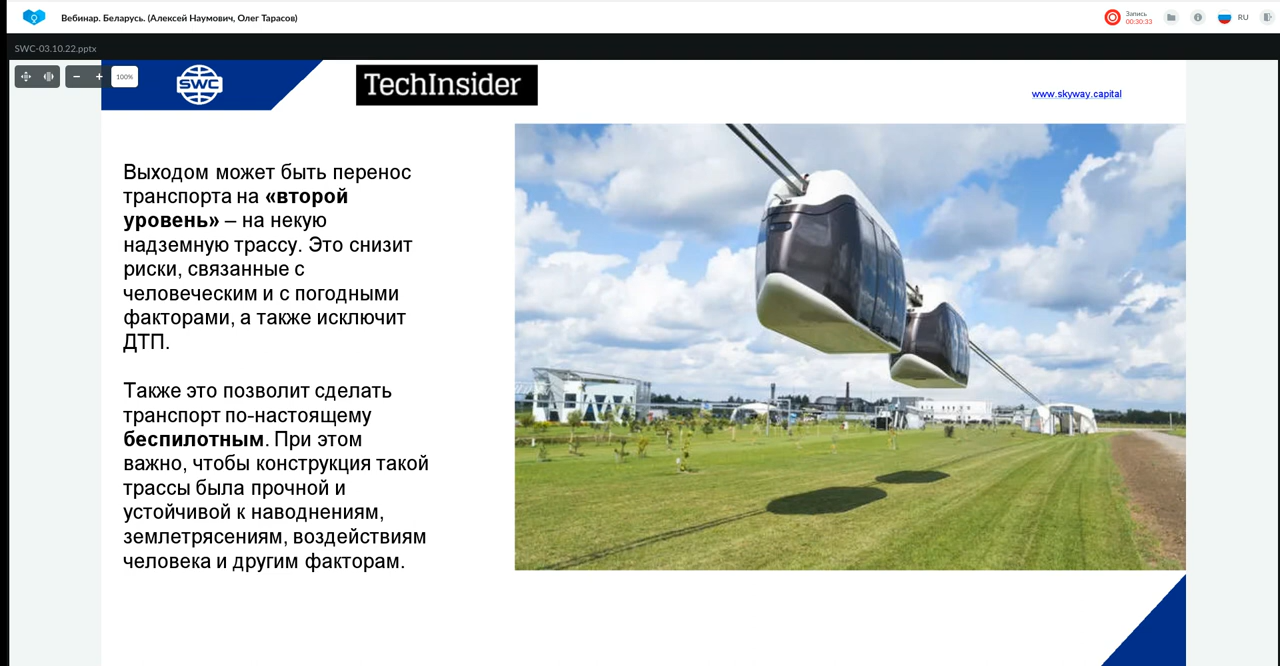 Вебинар. Беларусь. (Алексей Наумович, Олег Тарасов)
Запись
00:30:33
RU
SWC-03.10.22.pptx
100%
SWC
TechInsider
www.skyway.capital
Выходом может быть перенос
транспорта на «второй
уровень» – на некую
надземную трассу. Это снизит
риски, связанные с
человеческим и с погодными
факторами, а также исключит
ДТП.
Также это позволит сделать
транспорт по-настоящему
беспилотным. При этом
важно, чтобы конструкция такой
трассы была прочной и
устойчивой к наводнениям,
землетрясениям, воздействиям
человека и другим факторам.